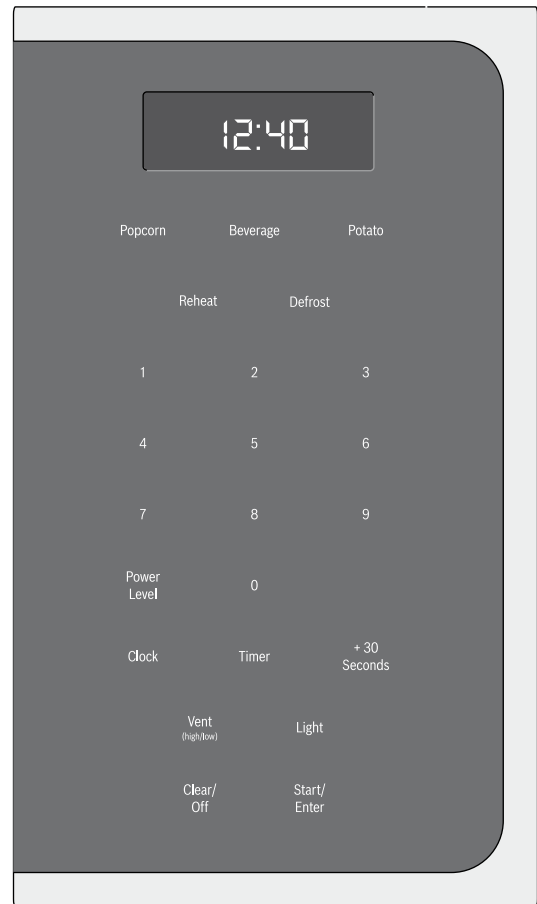 12:40
Popcorn Beverage Potato
Reheat Defrost
1 2 3
4 5 6
7 8 9
Power
Level
0
Clock Timer
+ 30
Seconds
Vent
(high/low)
Light
Clear/
Off
Start/
Enter